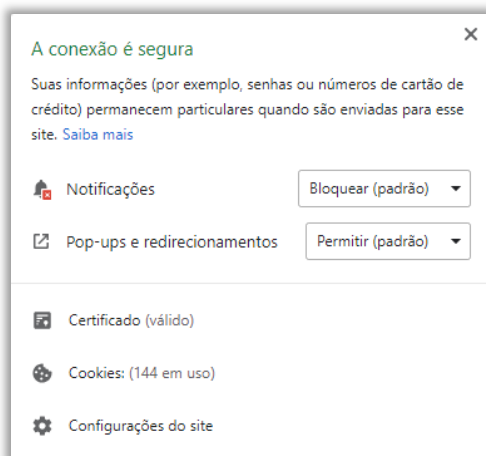 A conexão é segura
Suas informações (por exemplo, senhas ou números de cartão de
crédito) permanecem particulares quando são enviadas para esse
site. Saiba mais
Notificações Bloquear (padrão)
Pop-ups e redirecionamentos Permitir (padrão)
Certificado (válido)
Cookies: (144 em uso)
Configurações do site